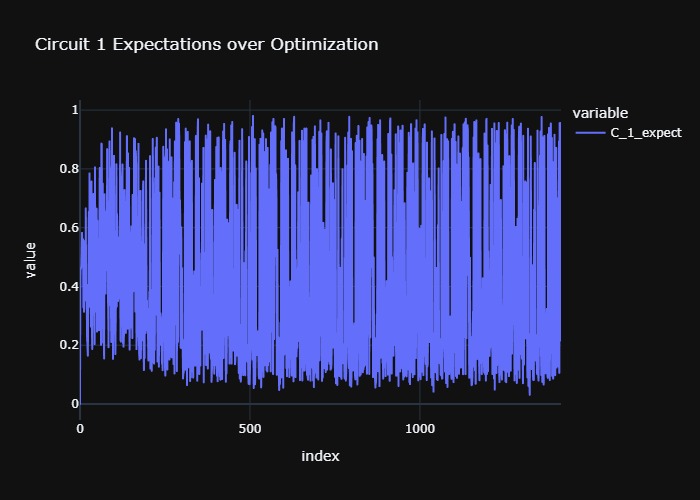 Circuit 1 Expectations over Optimization
variable
C_1_expect
1
0.8
0.6
0.4
0.2
0
value
0
500
1000
index